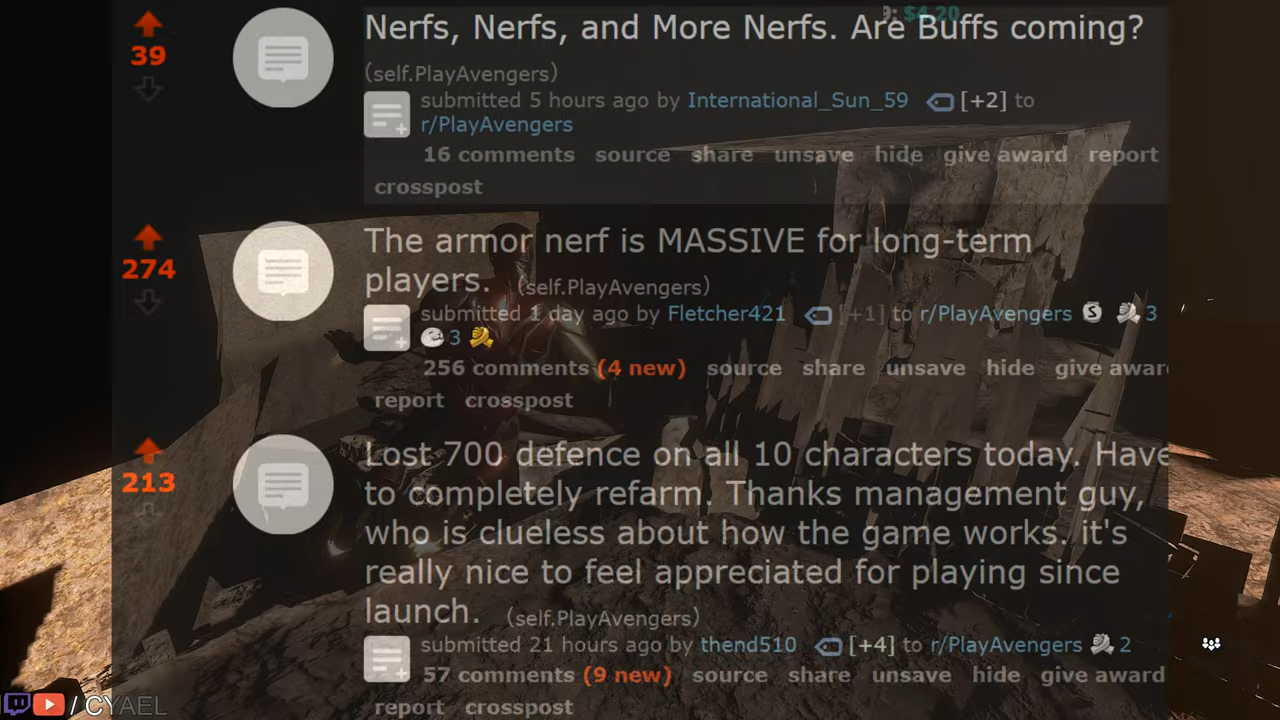 9: $4.20
39
Nerfs, Nerfs, and More Nerfs. Are Buffs coming?
(self.PlayAvengers)
submitted 5 hours ago by International_Sun_59 [+2] to
r/PlayAvengers
16 comments source share unsave hide give award report
crosspost
274
The armor nerf is MASSIVE for long-term
players. (self.PlayAvengers)
submitted 1 day ago by Fletcher421 [+1] to r/PlayAvengers S 3
3
256 comments (4 new) source share unsave hide give awar
report crosspost
213
Lost 700 defence on all 10 characters today. Have
to completely refarm. Thanks management guy,
who is clueless about how the game works. it's
really nice to feel appreciated for playing since
launch. (self.PlayAvengers)
submitted 21 hours ago by thend510 [+4] to r/PlayAvengers 2
57 comments (9 new) source share unsave hide give award
report crosspost
/ CYAEL